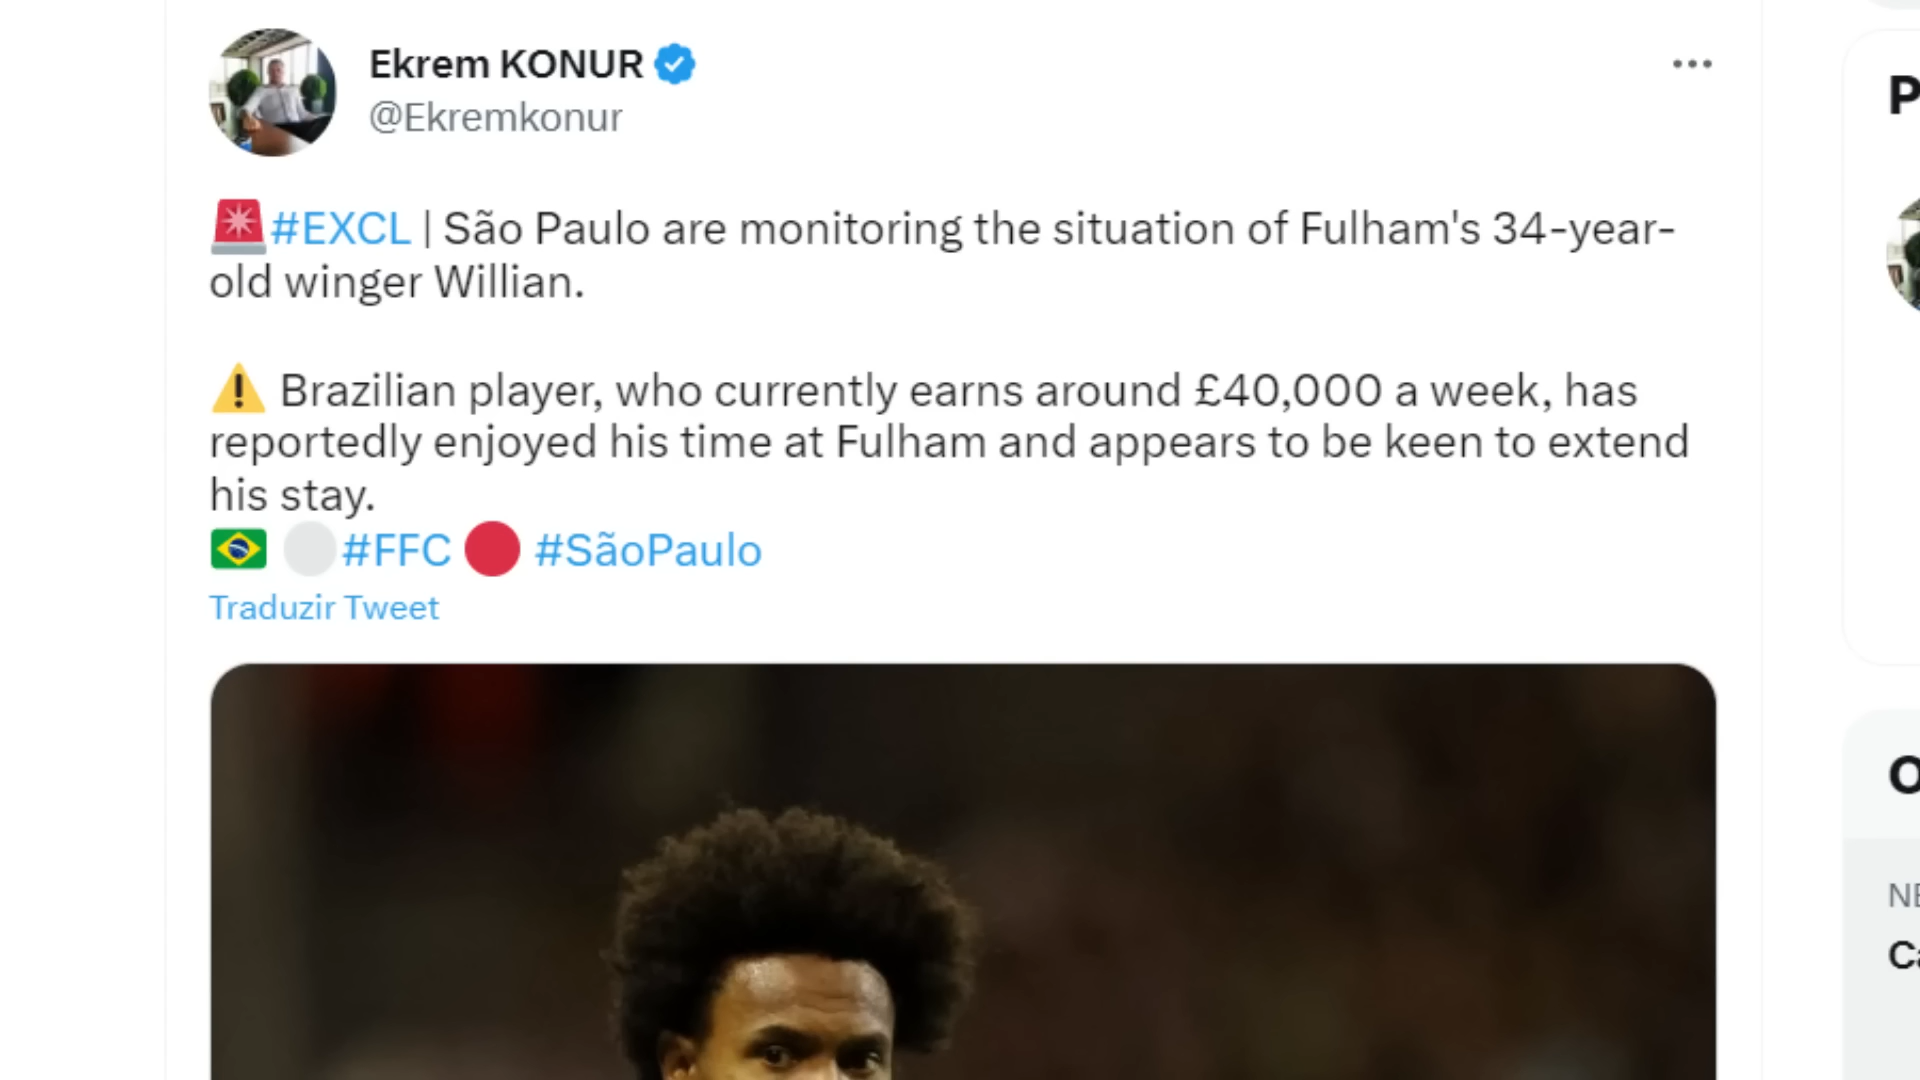 Ekrem KONUR
@Ekremkonur
#EXCL | São Paulo are monitoring the situation of Fulham's 34-year-
old winger Willian.
Brazilian player, who currently earns around £40,000 a week, has
reportedly enjoyed his time at Fulham and appears to be keen to extend
his stay.
#FFC #SãoPaulo
Traduzir Tweet